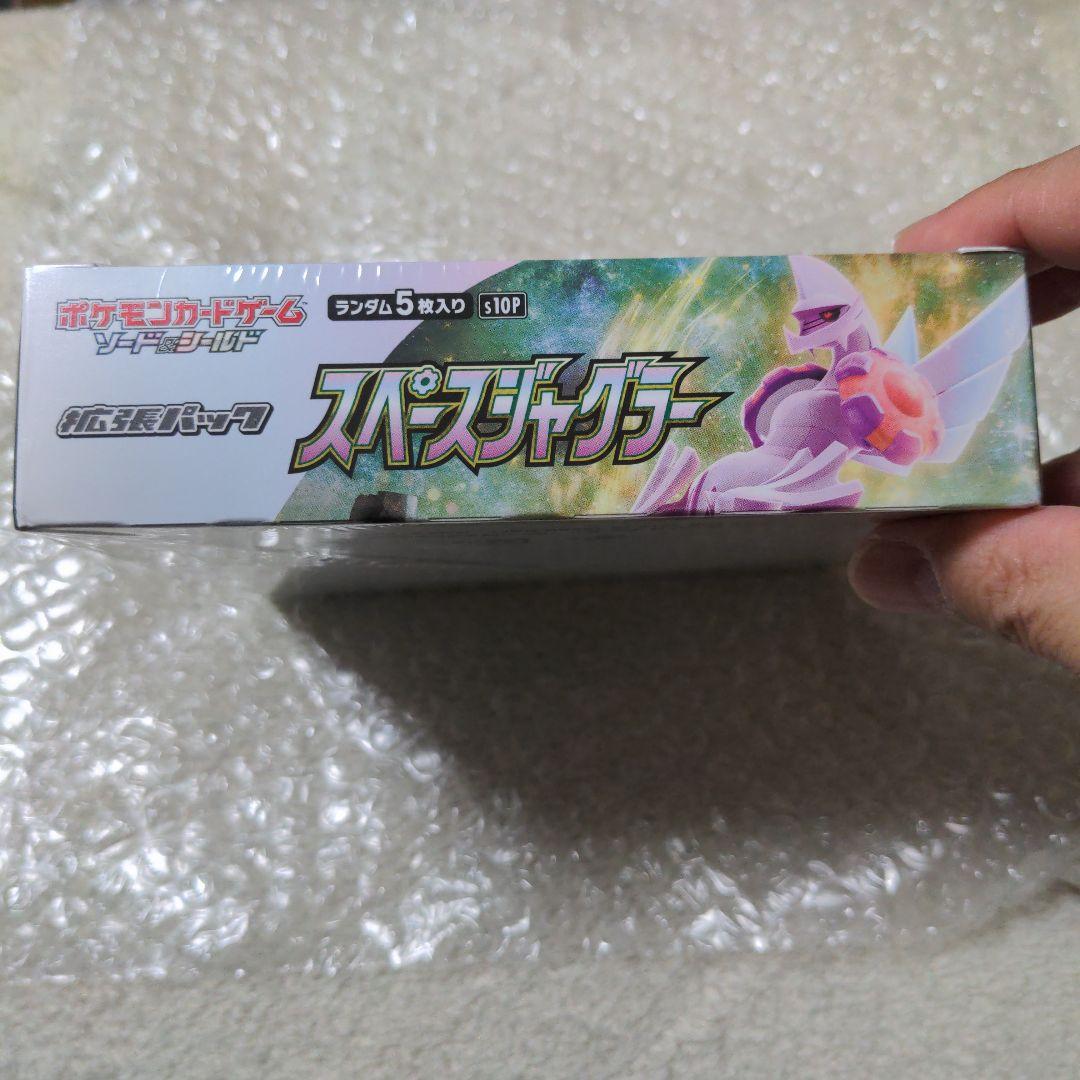 ポケモンカードゲーム
ソード&シールド
ランダム5枚入り s10P
拡張パック
スペースジャグラー